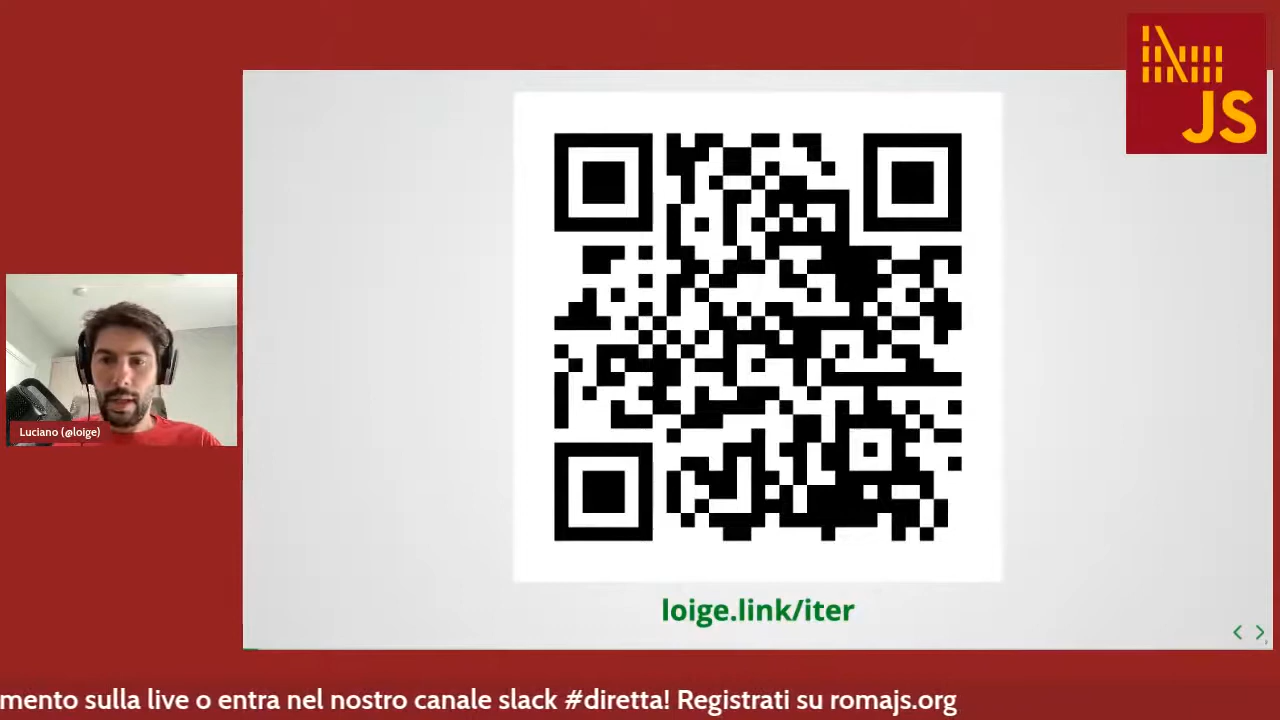 JS
Luciano (@loige)
loige.link/iter
mento sulla live o entra nel nostro canale slack #diretta! Registrati su romajs.org